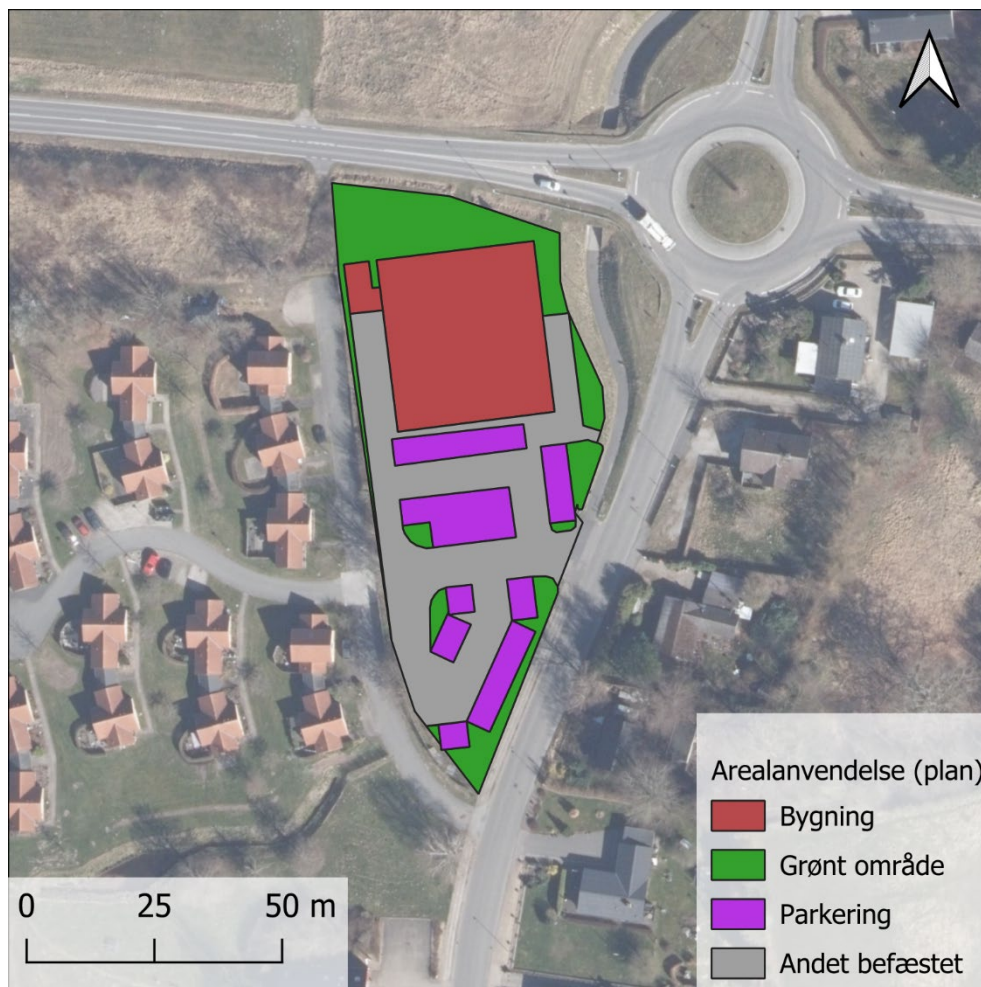 0 25 50 m
Arealanvendelse (plan)
Bygning
Grønt område
Parkering
Andet befæstet